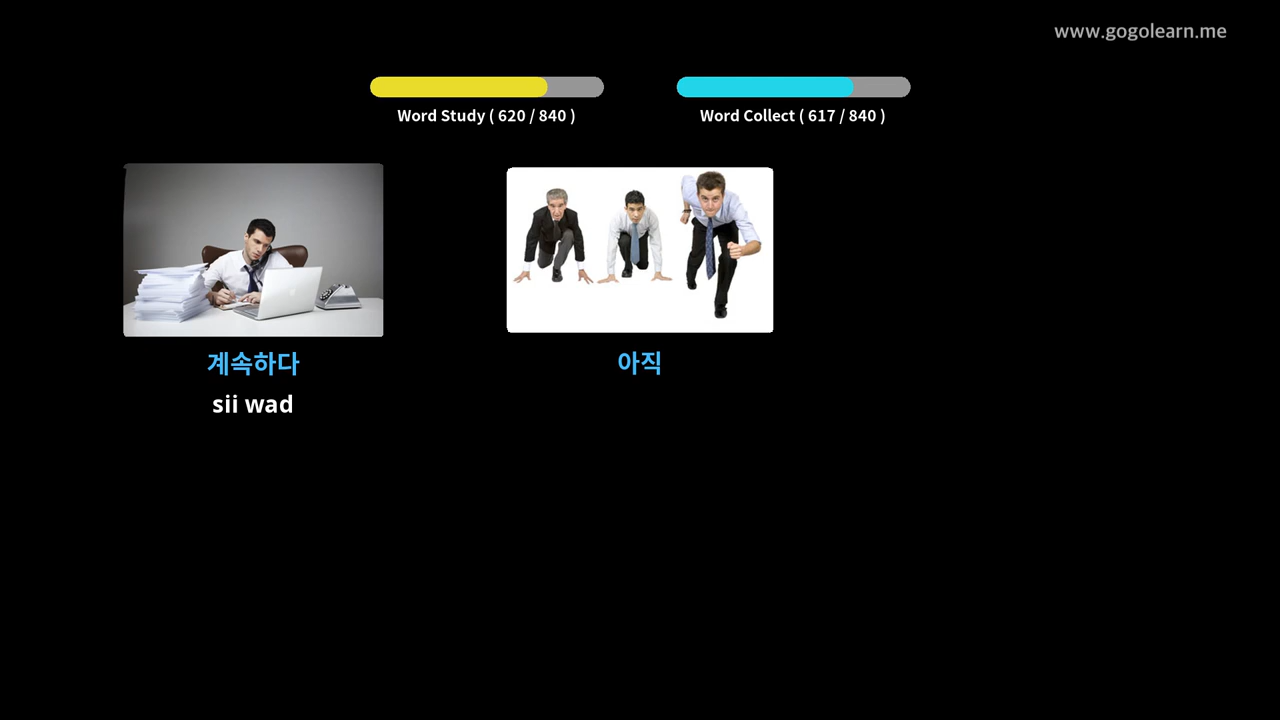 www.gogolearn.me
Word Study ( 620 / 840 )
Word Collect ( 617 / 840 )
계속하다
sii wad
아직